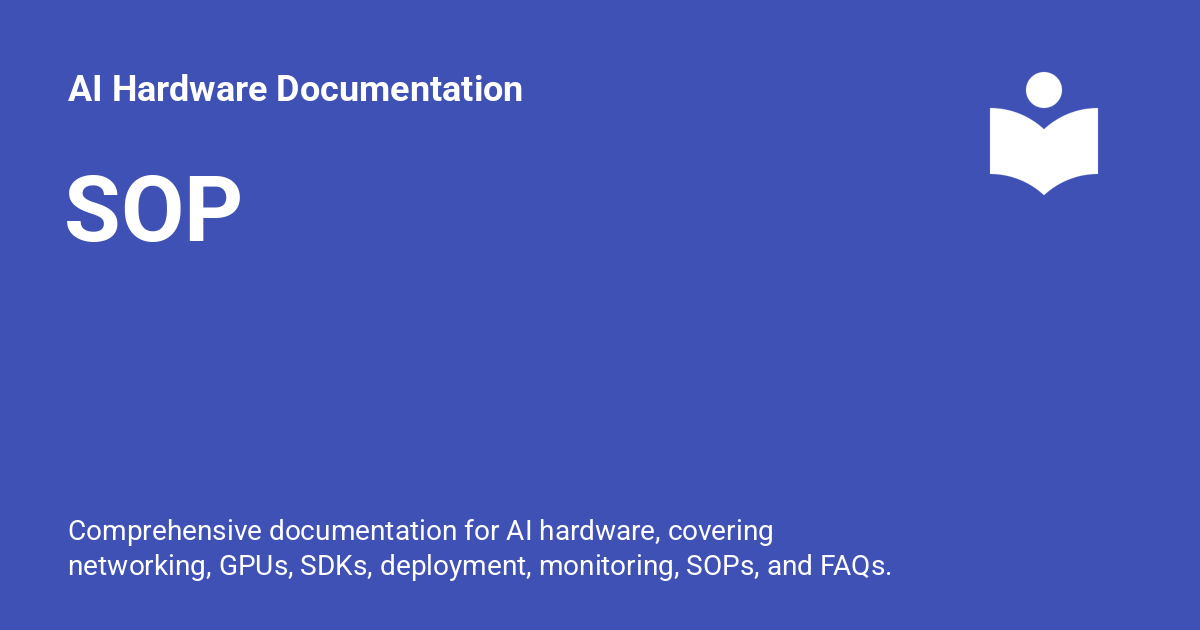 AI Hardware Documentation
SOP
Comprehensive documentation for AI hardware, covering
networking, GPUs, SDKs, deployment, monitoring, SOPs, and FAQs.